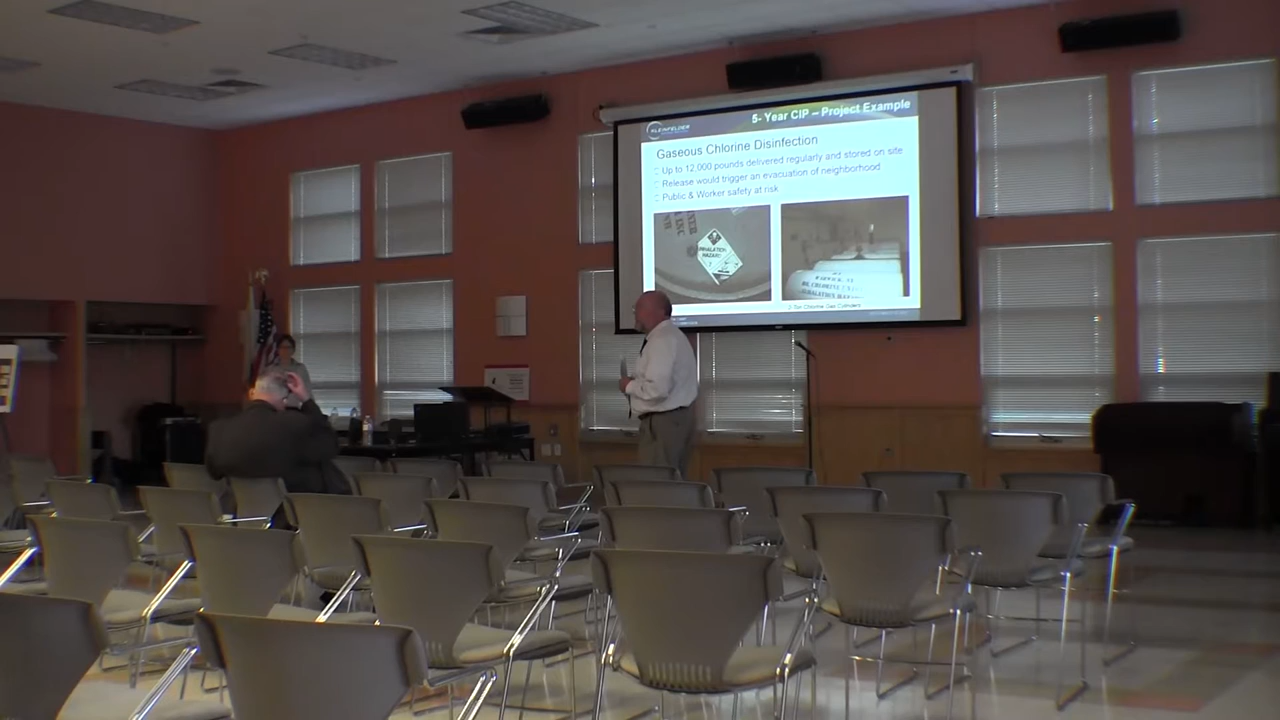 KLEINFELDER
5- Year CIP – Project Example
Gaseous Chlorine Disinfection
Up to 12,000 pounds delivered regularly and stored on site
Release would trigger an evacuation of neighborhood
Public & Worker safety at risk
INHALATION
HAZARD
2-Ton Chlorine Gas Cylinders